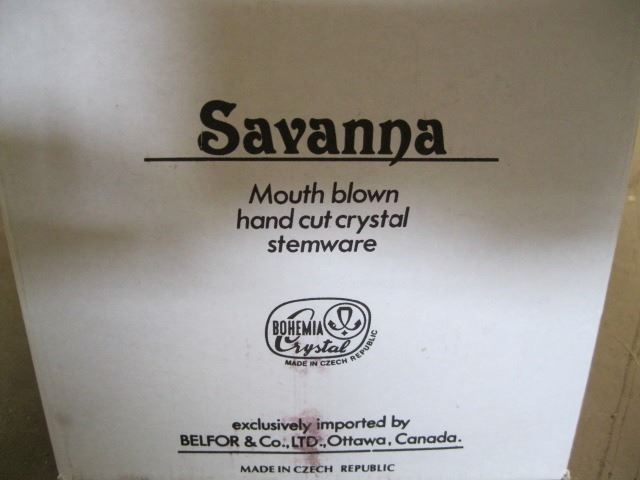 Savanna
Mouth blown
hand cut crystal
stemware
BOHEMIA
Crystal
MADE IN CZECH REPUBLIC
exclusively imported by
BELFOR & Co., LTD., Ottawa, Canada.
MADE IN CZECH REPUBLIC